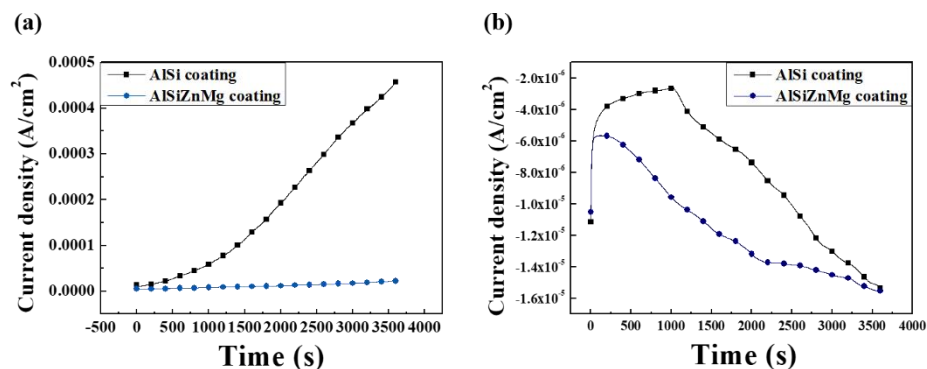 (a)
0.0005
AlSi coating
AlSiZnMg coating
0.0004
0.0003
0.0002
0.0001
0.0000
Current density (A/cm²)
-500 0 500 1000 1500 2000 2500 3000 3500 4000
Time (s)
(b)
AlSi coating
AlSiZnMg coating
-2.0x10⁻⁶
-4.0x10⁻⁶
-6.0x10⁻⁶
-8.0x10⁻⁶
-1.0x10⁻⁵
-1.2x10⁻⁵
-1.4x10⁻⁵
-1.6x10⁻⁵
Current density (A/cm²)
0 500 1000 1500 2000 2500 3000 3500 4000
Time (s)